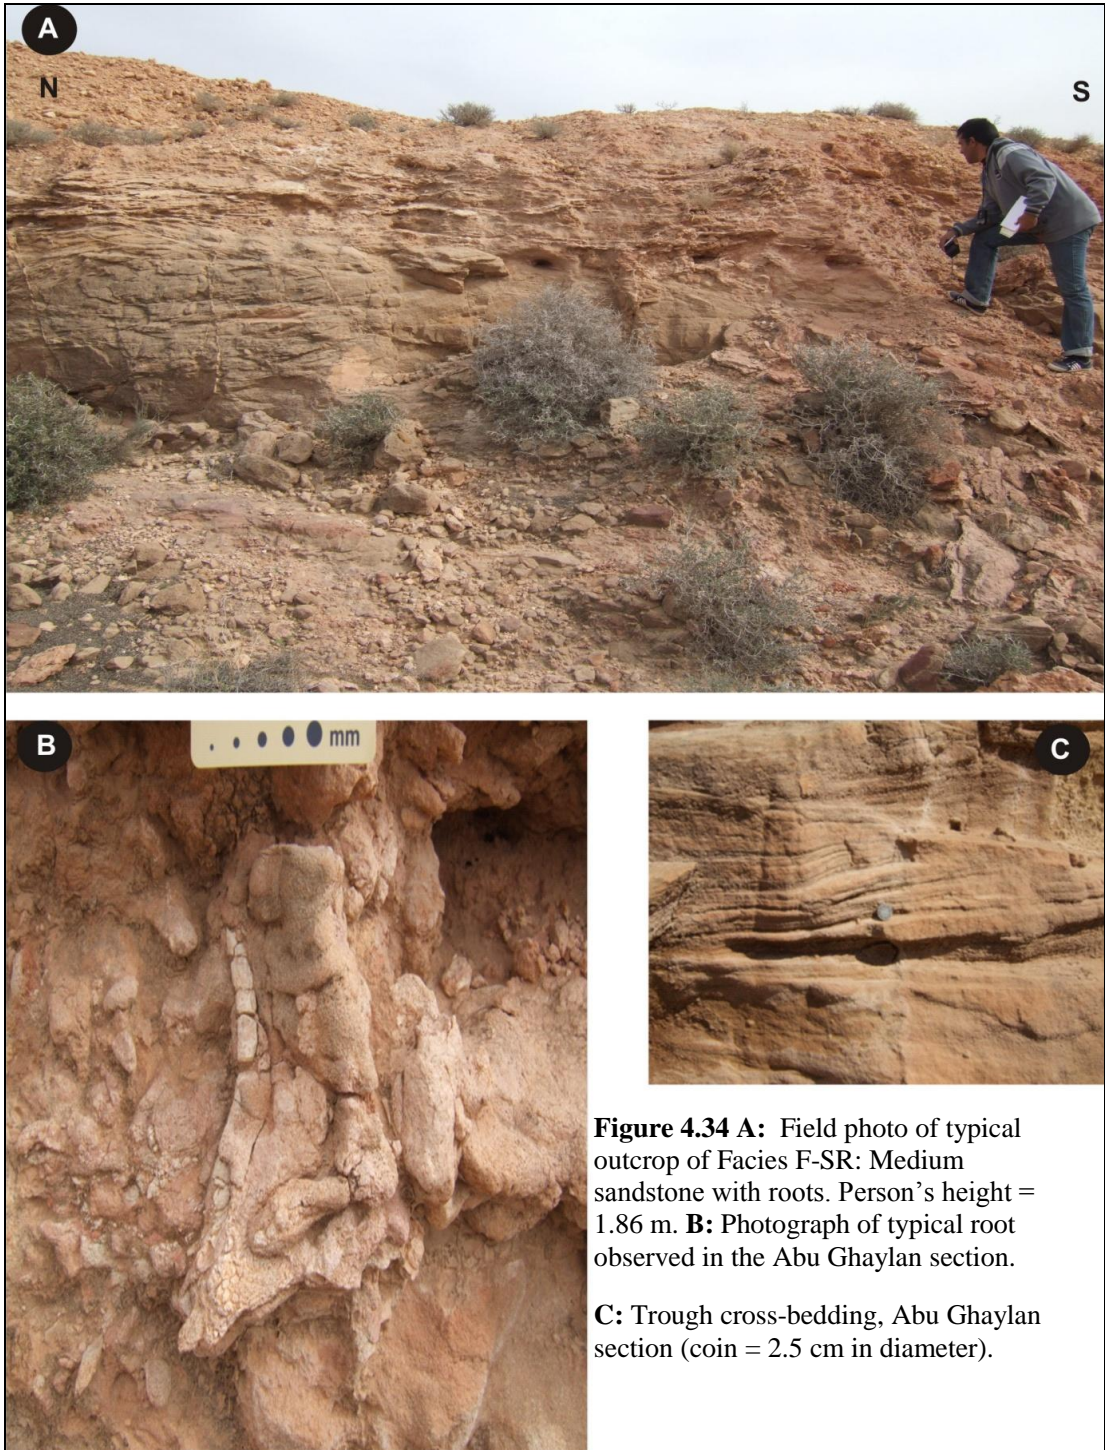 A
N
S
B
mm
C
Figure 4.34 A: Field photo of typical
outcrop of Facies F-SR: Medium
sandstone with roots. Person's height =
1.86 m. B: Photograph of typical root
observed in the Abu Ghaylan section.
C: Trough cross-bedding, Abu Ghaylan
section (coin = 2.5 cm in diameter).